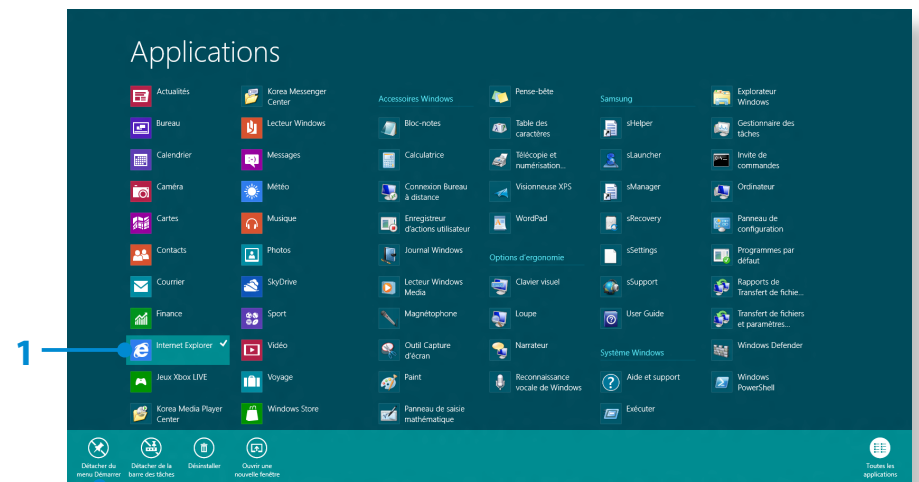 Applications
Actualités
Bureau
Calendrier
Caméra
Cartes
Contacts
Courrier
Finance
1
Internet Explorer
Jeux Xbox LIVE
Korea Media Player
Center
Korea Messenger
Center
Lecteur Windows
Messages
Météo
Musique
Photos
SkyDrive
Sport
Vidéo
Voyage
Windows Store
Accessoires Windows
Bloc-notes
Calculatrice
Connexion Bureau
à distance
Enregistreur
d'actions utilisateur
Journal Windows
Lecteur Windows
Media
Magnétophone
Outil Capture
d'écran
Paint
Panneau de saisie
mathématique
Pense-bête
Table des
caractères
Télécopie et
numérisation...
Visionneuse XPS
WordPad
Options d'ergonomie
Clavier visuel
Loupe
Narrateur
Reconnaissance
vocale de Windows
Samsung
sHelper
sLauncher
sManager
sRecovery
sSettings
sSupport
User Guide
Système Windows
Aide et support
Exécuter
Explorateur
Windows
Gestionnaire des
tâches
Invite de
commandes
Ordinateur
Panneau de
configuration
Programmes par
défaut
Rapports de
Transfert de fichie...
Transfert de fichiers
et paramètres...
Windows Defender
Windows
PowerShell
Détacher du
menu Démarrer
Détacher de la
barre des tâches
Désinstaller
Ouvrir une
nouvelle fenêtre
Toutes les
applications